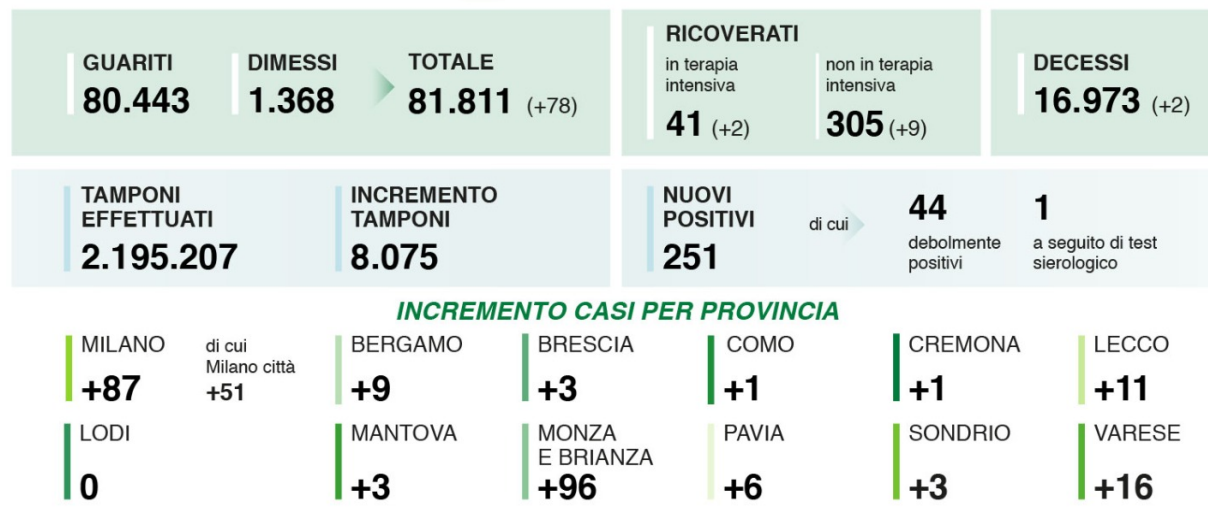 GUARITI
80.443
DIMESSI
1.368
TOTALE
81.811 (+78)
RICOVERATI
in terapia
intensiva
41 (+2)
non in terapia
intensiva
305 (+9)
DECESSI
16.973 (+2)
TAMPONI
EFFETTUATI
2.195.207
INCREMENTO
TAMPONI
8.075
NUOVI
POSITIVI
251
di cui
44
debolmente
positivi
1
a seguito di test
sierologico
INCREMENTO CASI PER PROVINCIA
MILANO
+87
di cui
Milano città
+51
BERGAMO
+9
BRESCIA
+3
COMO
+1
CREMONA
+1
LECCO
+11
LODI
0
MANTOVA
+3
MONZA
E BRIANZA
+96
PAVIA
+6
SONDRIO
+3
VARESE
+16